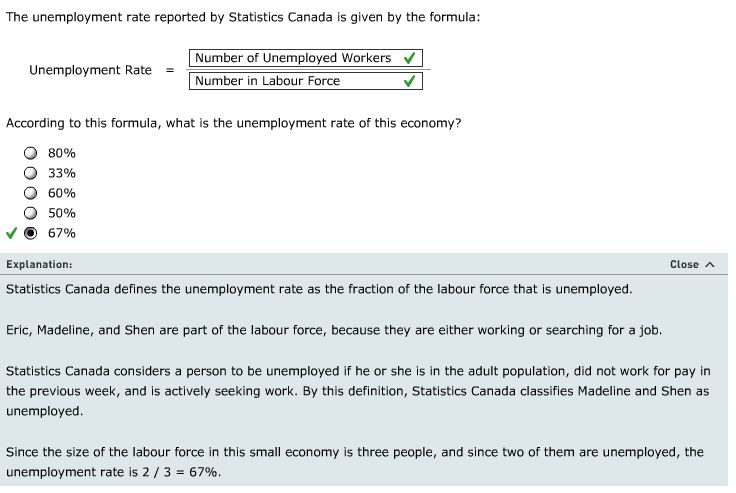 The unemployment rate reported by Statistics Canada is given by the formula:
Number of Unemployed Workers
Unemployment Rate =
Number in Labour Force
According to this formula, what is the unemployment rate of this economy?
80%
33%
60%
50%
67%
Explanation:
Close
Statistics Canada defines the unemployment rate as the fraction of the labour force that is unemployed.
Eric, Madeline, and Shen are part of the labour force, because they are either working or searching for a job.
Statistics Canada considers a person to be unemployed if he or she is in the adult population, did not work for pay in
the previous week, and is actively seeking work. By this definition, Statistics Canada classifies Madeline and Shen as
unemployed.
Since the size of the labour force in this small economy is three people, and since two of them are unemployed, the
unemployment rate is 2 / 3 = 67%.